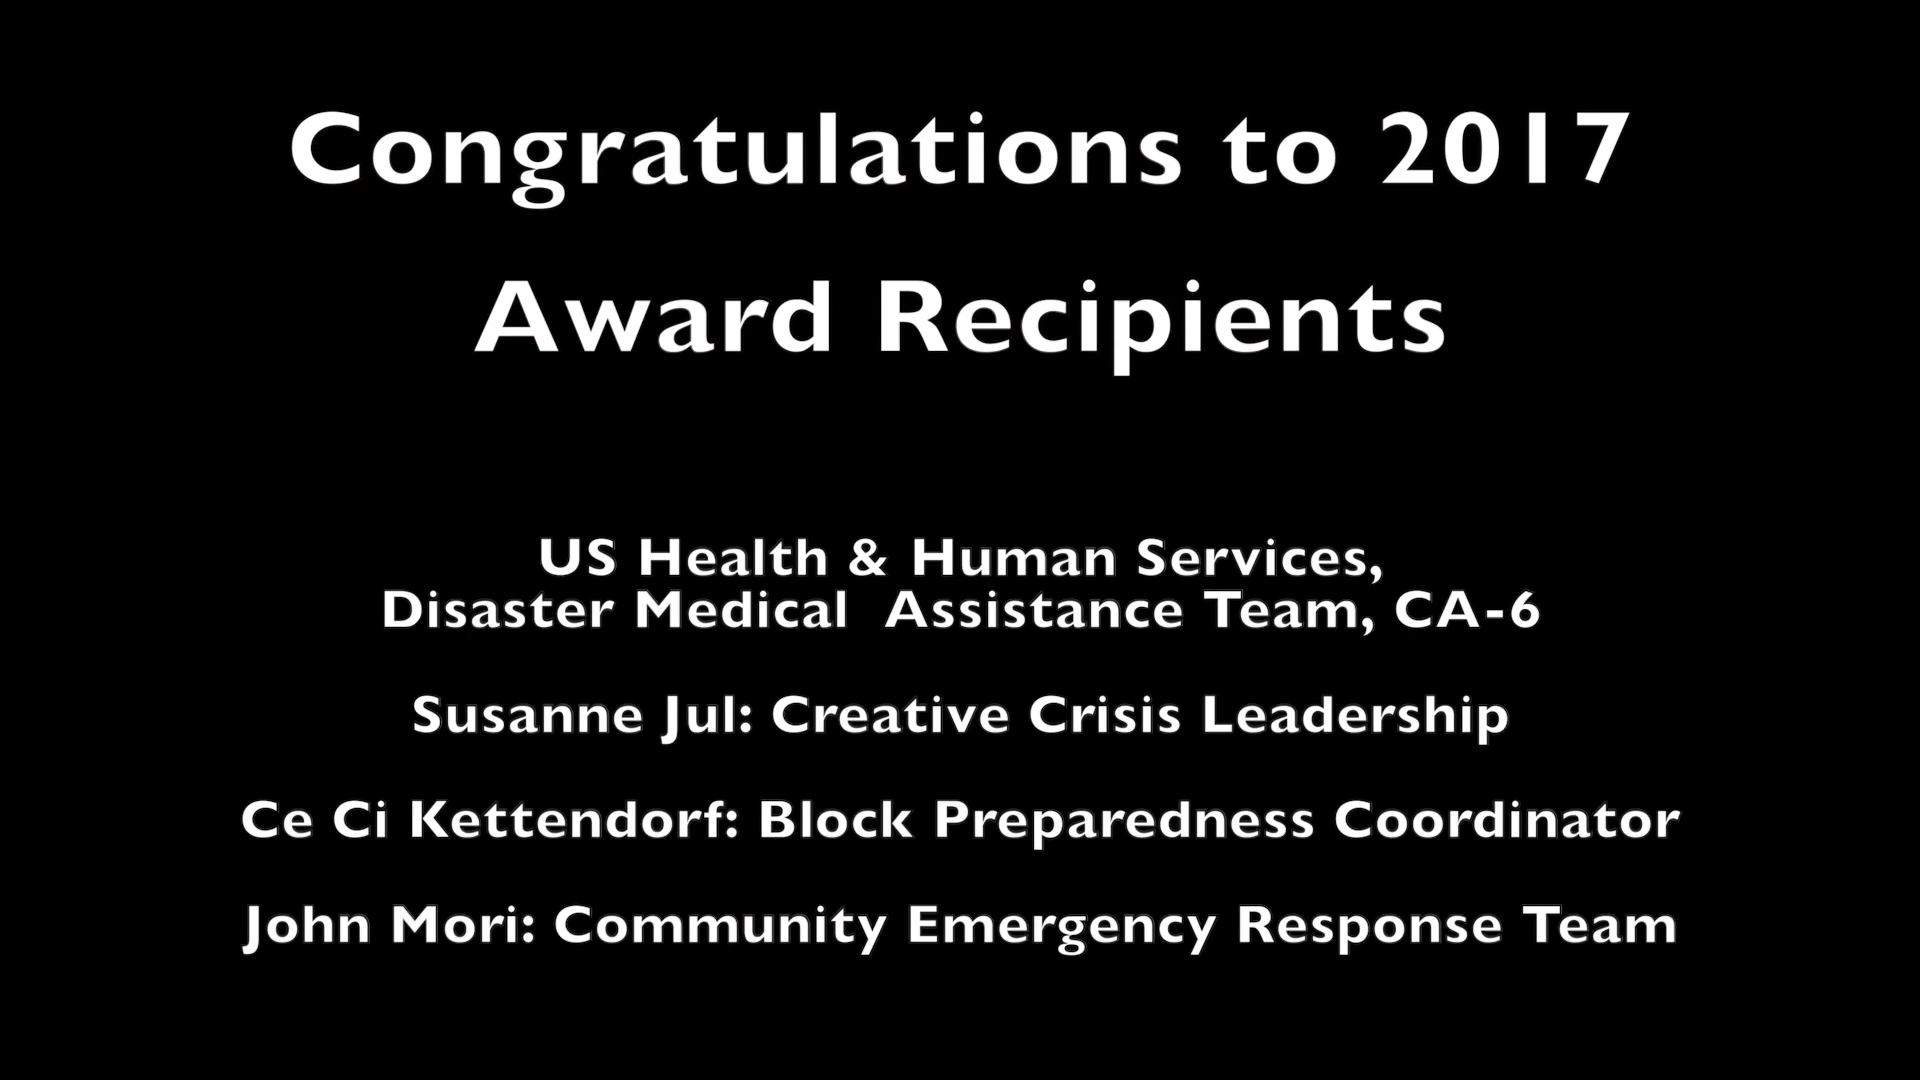 Congratulations to 2017
Award Recipients
US Health & Human Services,
Disaster Medical  Assistance Team, CA-6
Susanne Jul: Creative Crisis Leadership
Ce Ci Kettendorf: Block Preparedness Coordinator
John Mori: Community Emergency Response Team